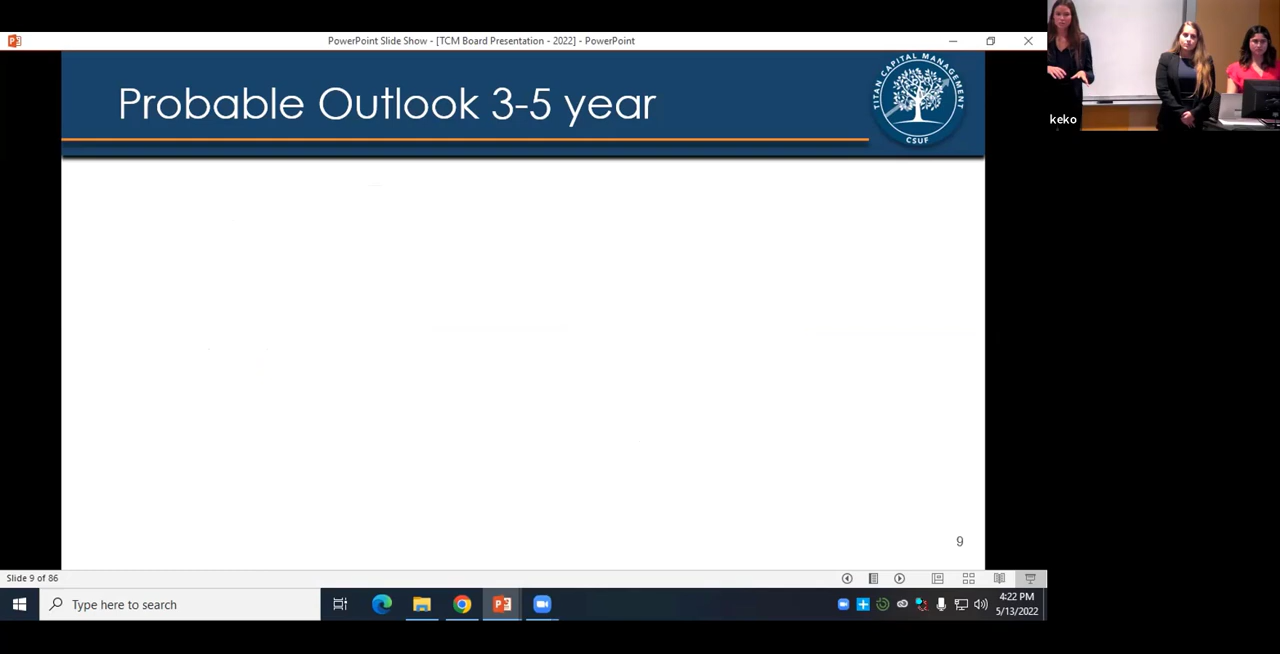 PowerPoint Slide Show - [TCM Board Presentation - 2022] - PowerPoint
Probable Outlook 3-5 year
TITAN CAPITAL MANAGEMENT
CSUF
keko
9
Slide 9 of 86
Type here to search
4:22 PM
5/13/2022